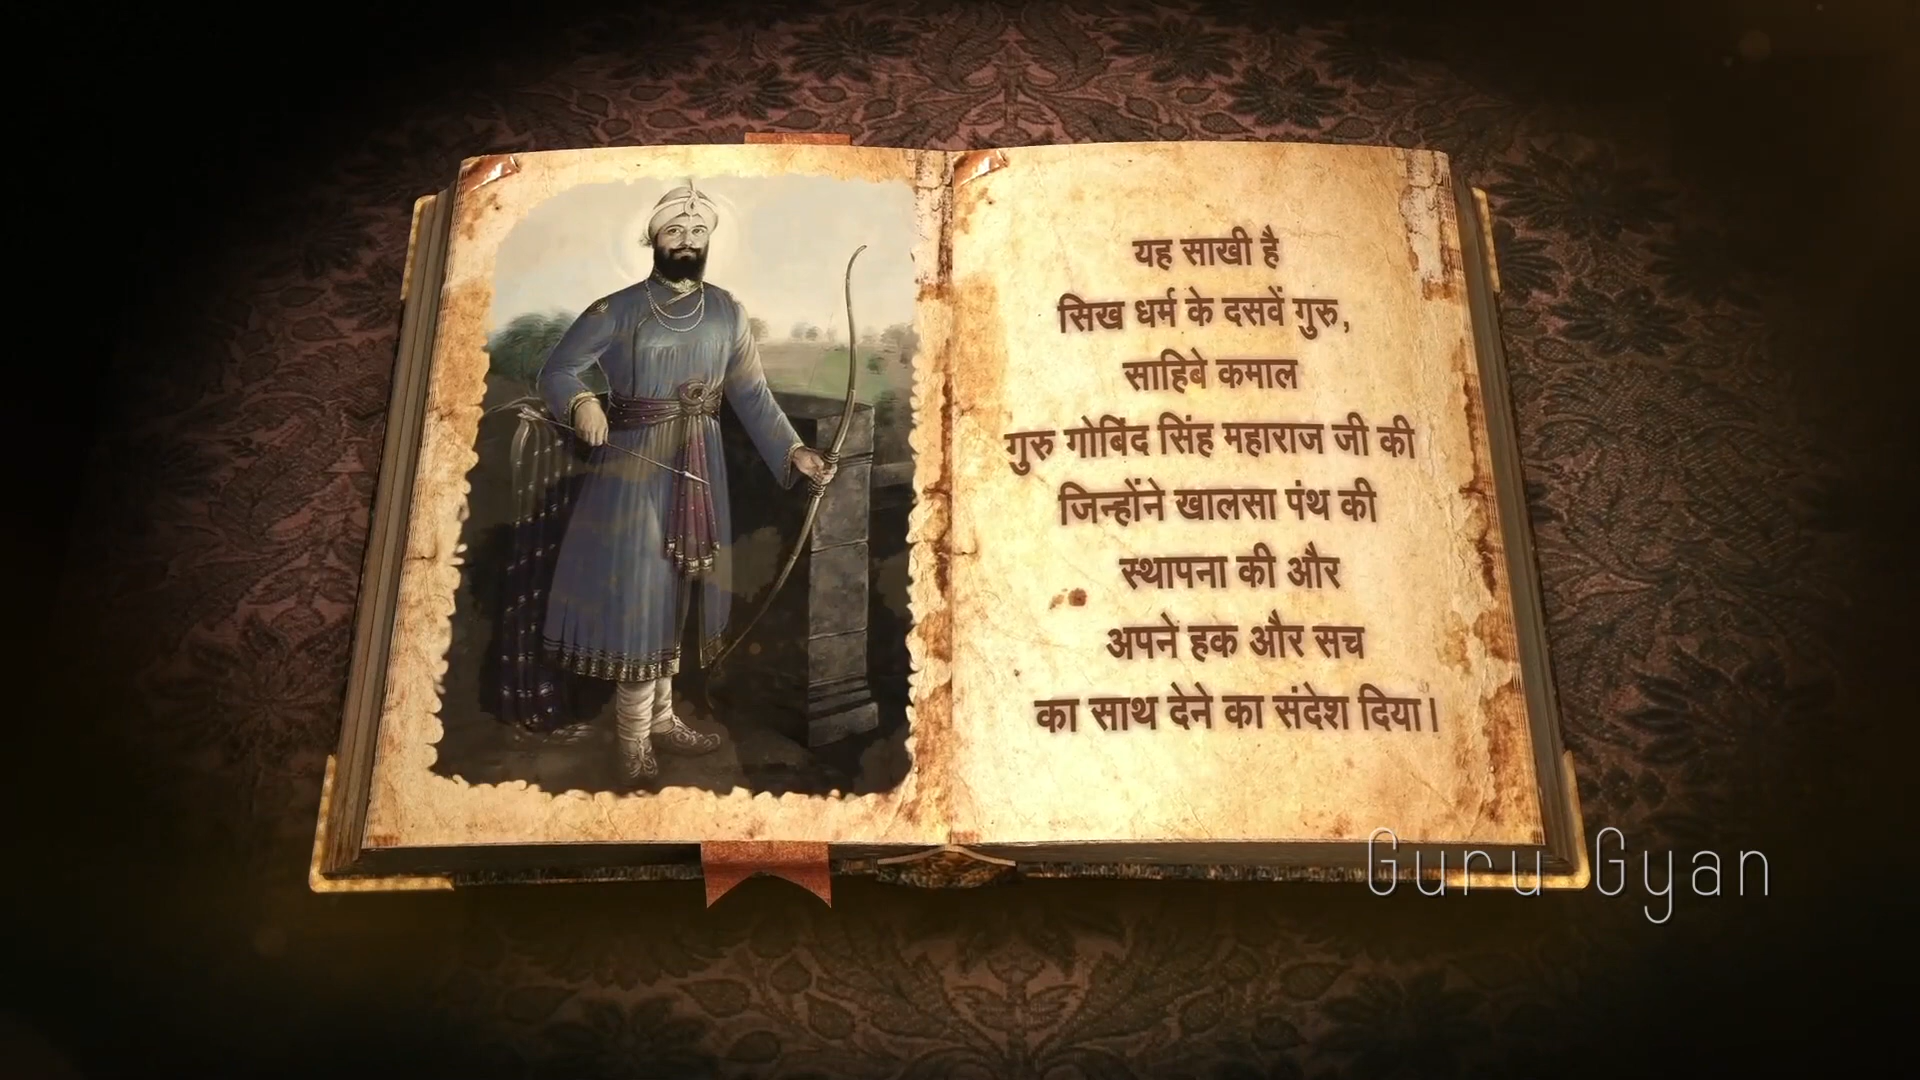 यह साखी है
सिख धर्म के दसवें गुरु,
साहिबे कमाल
गुरु गोबिंद सिंह महाराज जी की
जिन्होंने खालसा पंथ की
स्थापना की और
अपने हक और सच
का साथ देने का संदेश दिया।
Guru Gyan